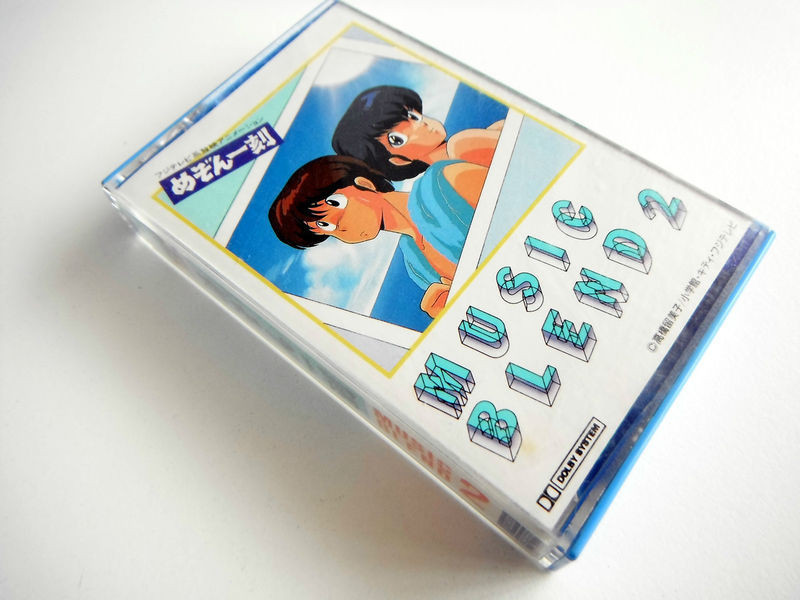 フジテレビ系放映アニメーション
めぞん一刻
MUSIC
BLEND 2
©高橋留美子/小学館・キティ・フジテレビ
DOLBY SYSTEM
2